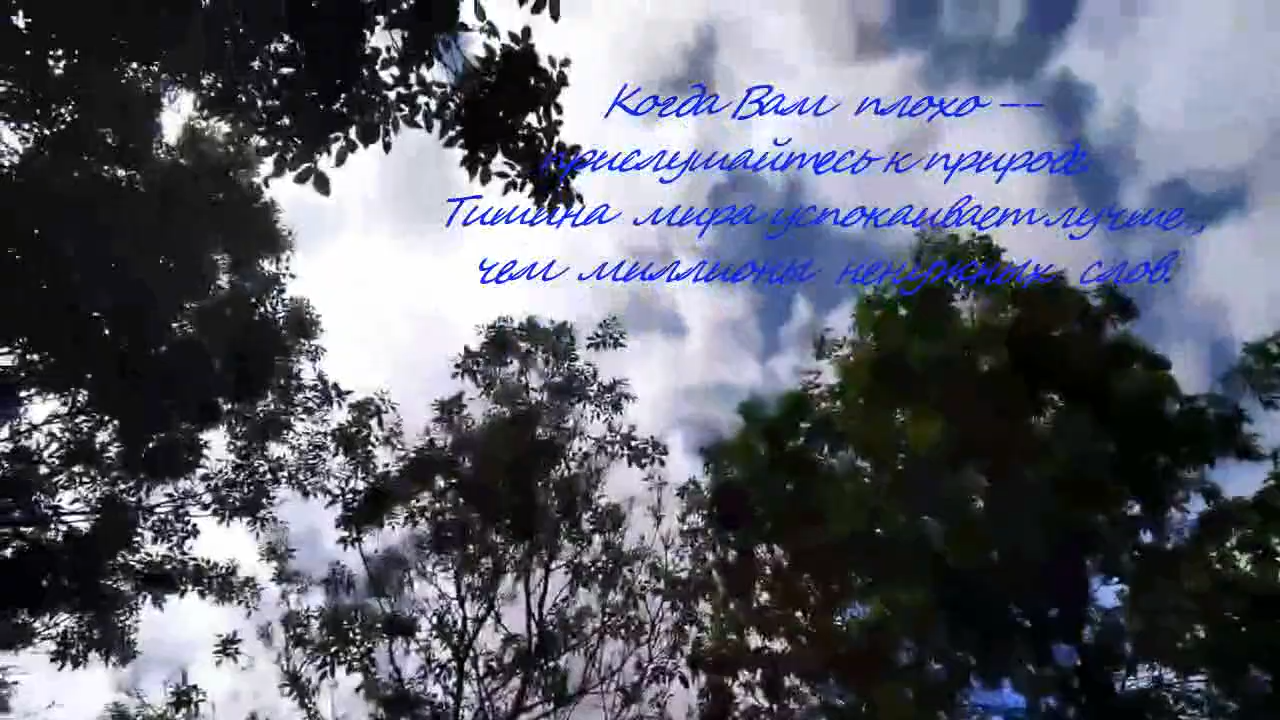 Когда Вам плохо --
прислушайтесь к природе.
Тишина мира успокаивает лучше,
чем миллионы ненужных слов.